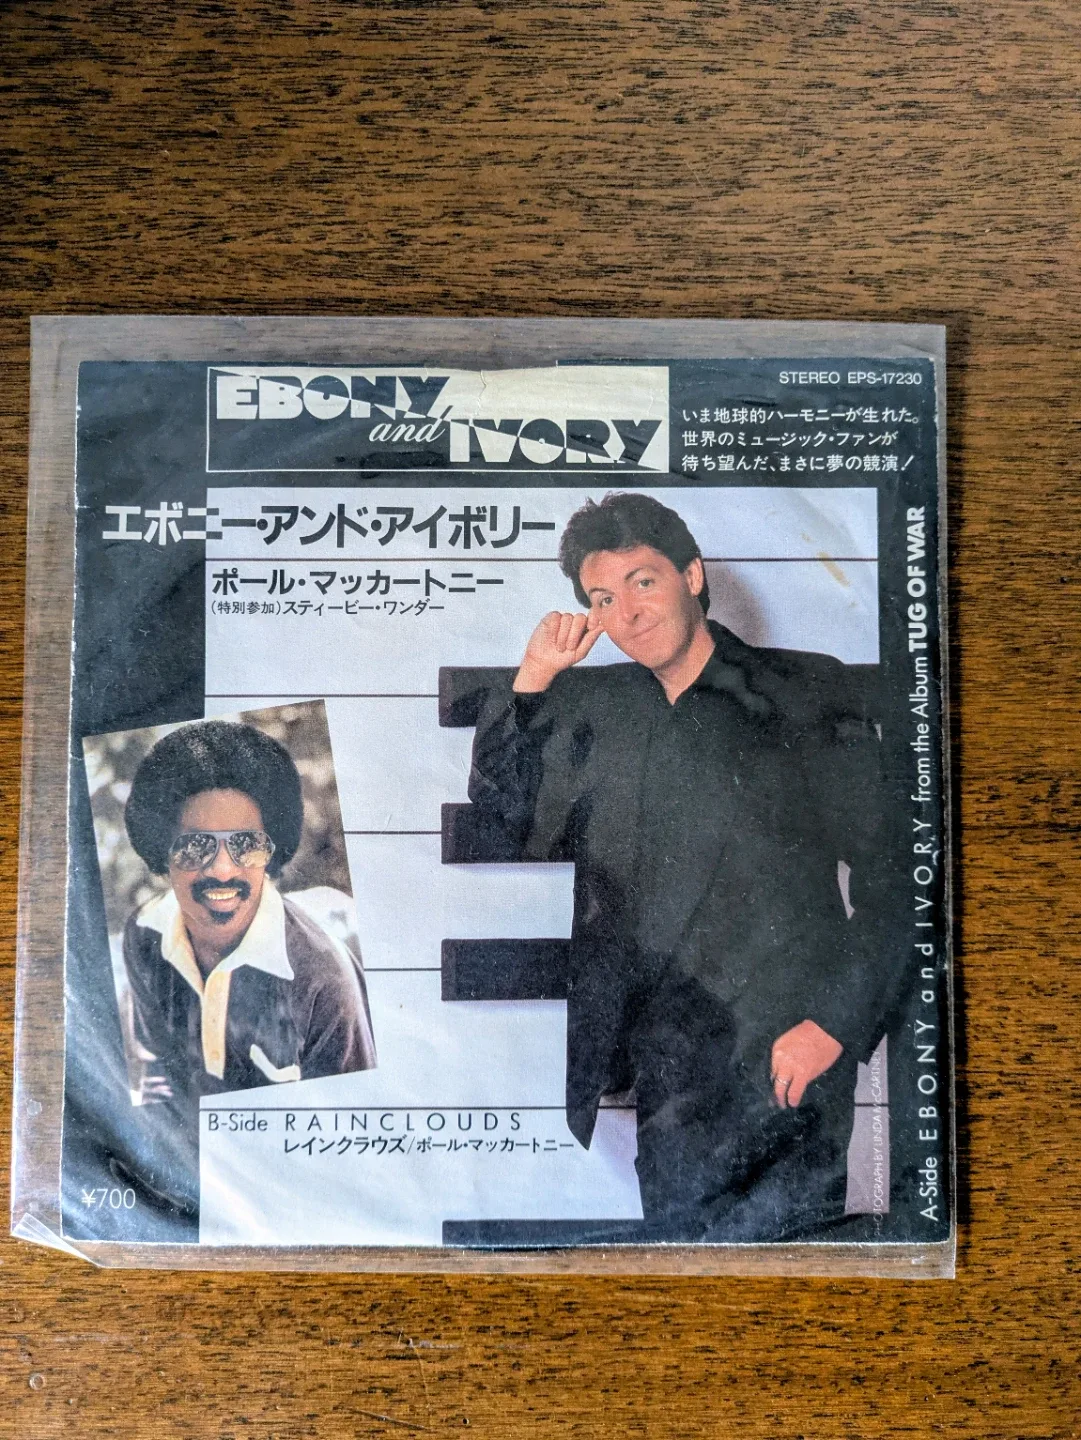 EBONY
and IVORY
STEREO EPS-17230
いま地球的ハーモニーが生れた。
世界のミュージック・ファンが
待ち望んだ、まさに夢の競演!
エボニー・アンド・アイボリー
ポール・マッカートニー
(特別参加)スティービー・ワンダー
B-Side RAINCLOUDS
レインクラウズ/ポール・マッカートニー
¥700
PHOTOGRAPH BY LINDA McCARTNEY
A-Side EBONY and IVORY from the Album TUG OF WAR